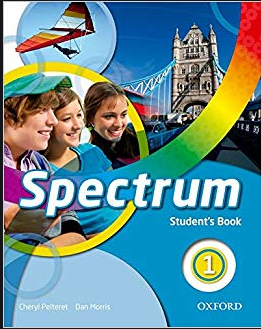 Spectrum
Student's Book
1
Cheryl Pelteret Dan Morris
OXFORD